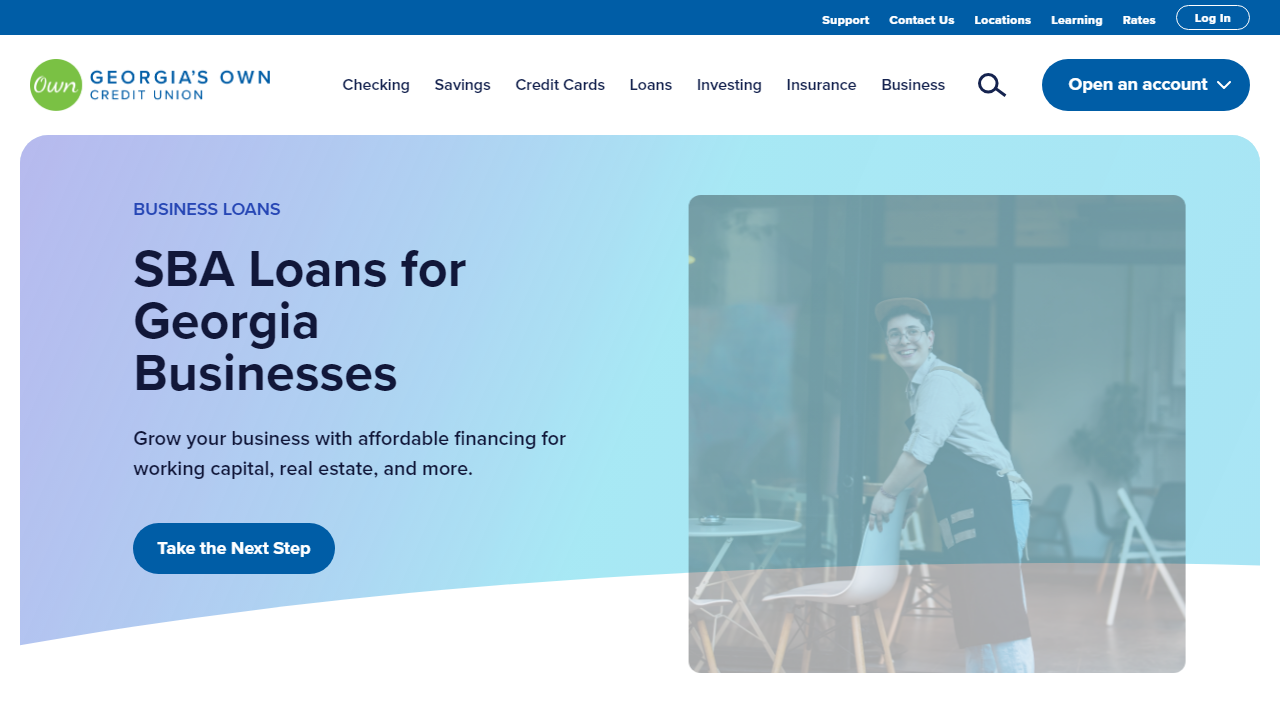 Support Contact Us Locations Learning Rates Log In
Own GEORGIA'S OWN
CREDIT UNION
Checking Savings Credit Cards Loans Investing Insurance Business Open an account
BUSINESS LOANS
SBA Loans for
Georgia
Businesses
Grow your business with affordable financing for
working capital, real estate, and more.
Take the Next Step